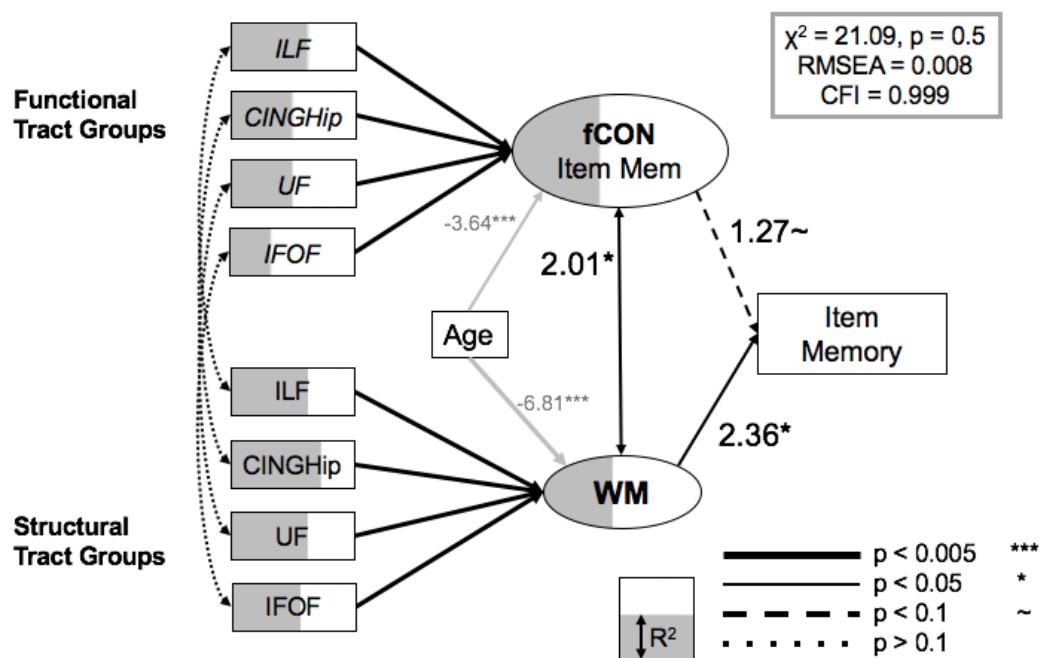 ILF
Functional
Tract Groups
CINGHip
UF
IFOF
χ² = 21.09, p = 0.5
RMSEA = 0.008
CFI = 0.999
fCON
Item Mem
-3.64***
2.01*
1.27~
Age
Item
Memory
-6.81***
2.36*
ILF
CINGHip
WM
Structural
Tract Groups
UF
IFOF
R²
p < 0.005 ***
p < 0.05 *
p < 0.1 ~
p > 0.1